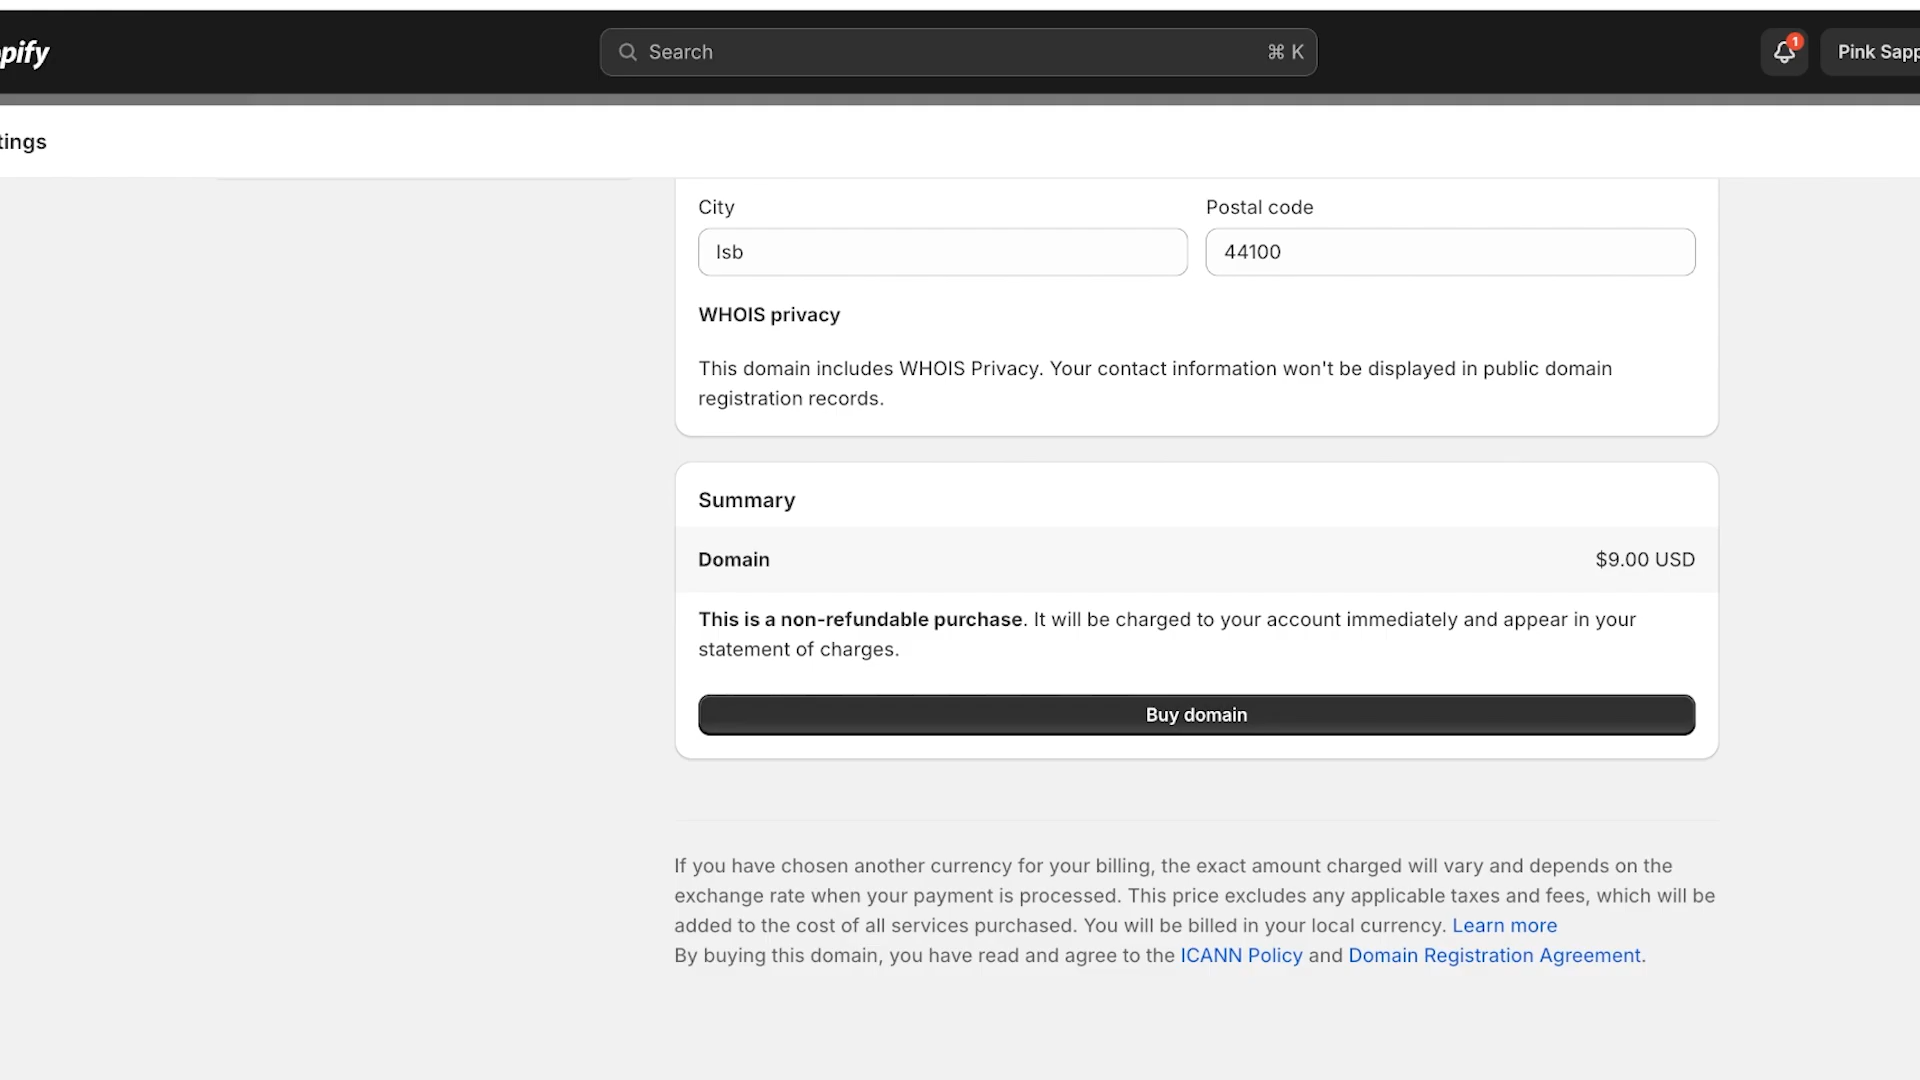 pify
Search
⌘ K
1
Pink Sapp
tings
City
Postal code
Isb
44100
WHOIS privacy
This domain includes WHOIS Privacy. Your contact information won't be displayed in public domain
registration records.
Summary
Domain
$9.00 USD
This is a non-refundable purchase. It will be charged to your account immediately and appear in your
statement of charges.
Buy domain
If you have chosen another currency for your billing, the exact amount charged will vary and depends on the
exchange rate when your payment is processed. This price excludes any applicable taxes and fees, which will be
added to the cost of all services purchased. You will be billed in your local currency. Learn more
By buying this domain, you have read and agree to the ICANN Policy and Domain Registration Agreement.